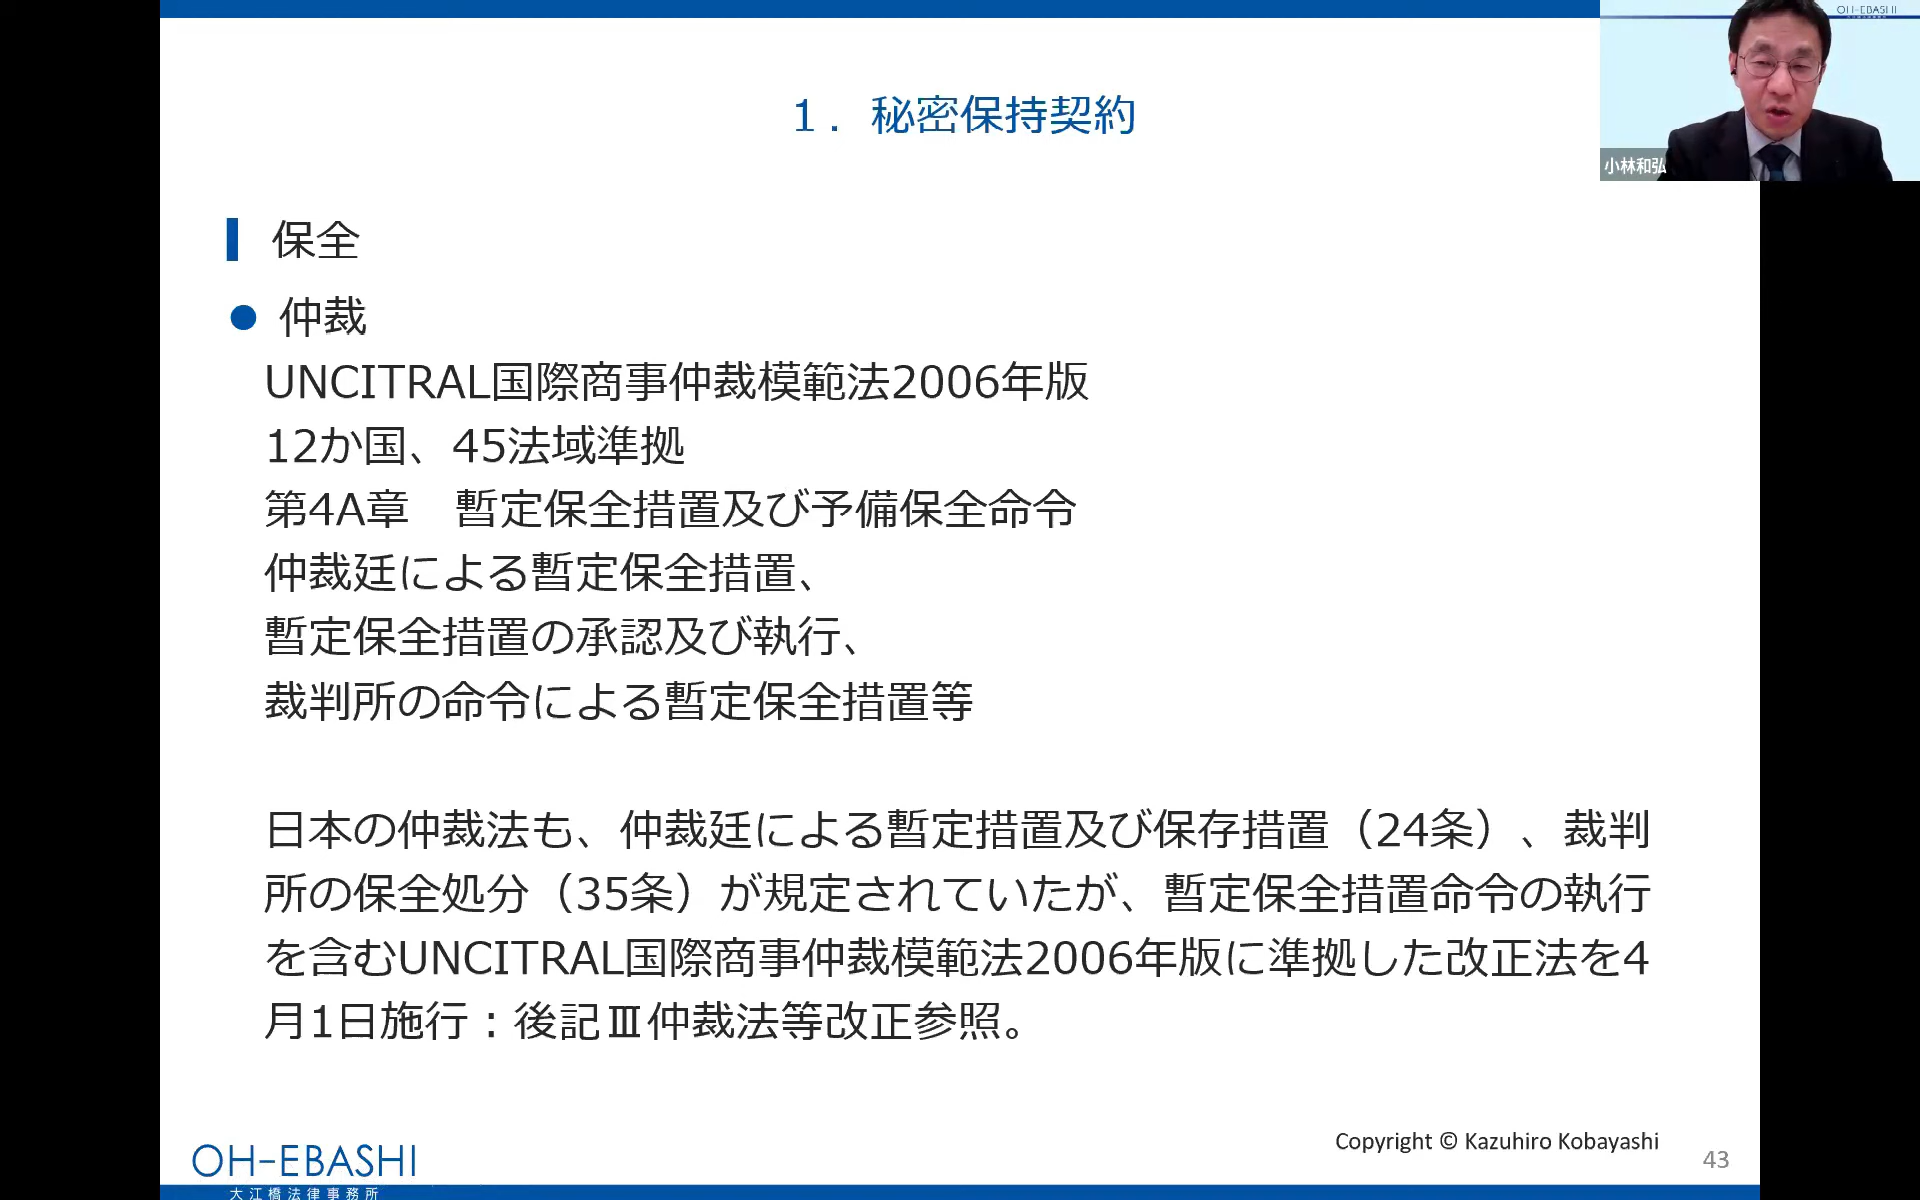 OH-EBASHI
小林和弘
1．秘密保持契約
保全
● 仲裁
UNCITRAL国際商事仲裁模範法2006年版
12か国、45法域準拠
第4A章　暫定保全措置及び予備保全命令
仲裁廷による暫定保全措置、
暫定保全措置の承認及び執行、
裁判所の命令による暫定保全措置等
日本の仲裁法も、仲裁廷による暫定措置及び保存措置（24条）、裁判
所の保全処分（35条）が規定されていたが、暫定保全措置命令の執行
を含むUNCITRAL国際商事仲裁模範法2006年版に準拠した改正法を4
月1日施行：後記Ⅲ仲裁法等改正参照。
Copyright © Kazuhiro Kobayashi
43
OH-EBASHI
大江橋法律事務所